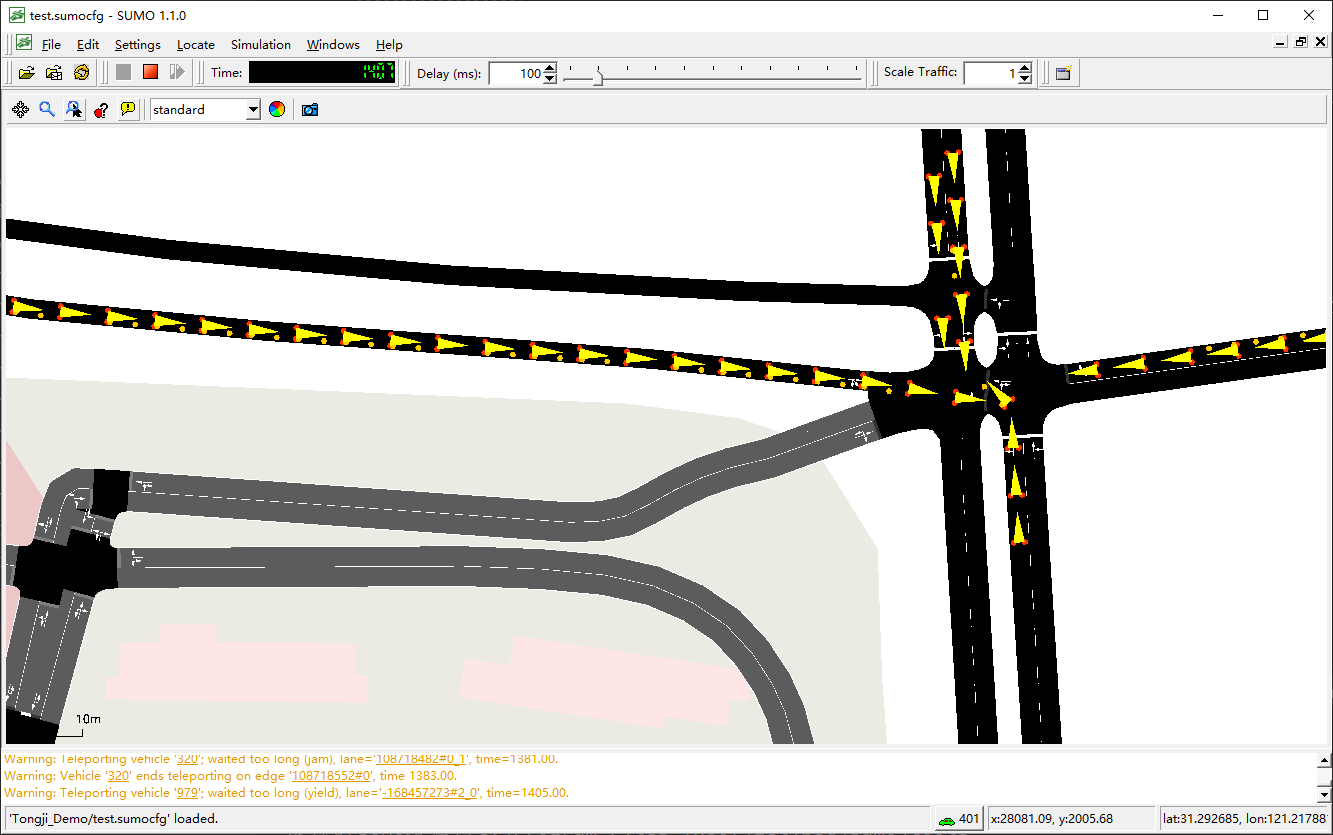 test.sumocfg - SUMO 1.1.0
File Edit Settings Locate Simulation Windows Help
Time: 1407 Delay (ms): 100 Scale Traffic: 1
standard
10m
Warning: Teleporting vehicle '320'; waited too long (jam), lane='108718482#0_1', time=1381.00.
Warning: Vehicle '320' ends teleporting on edge '108718552#0', time 1383.00.
Warning: Teleporting vehicle '979'; waited too long (yield), lane='-168457273#2_0', time=1405.00.
'Tongji_Demo/test.sumocfg' loaded. 401 x:28081.09, y:2005.68 lat:31.292685, lon:121.21788